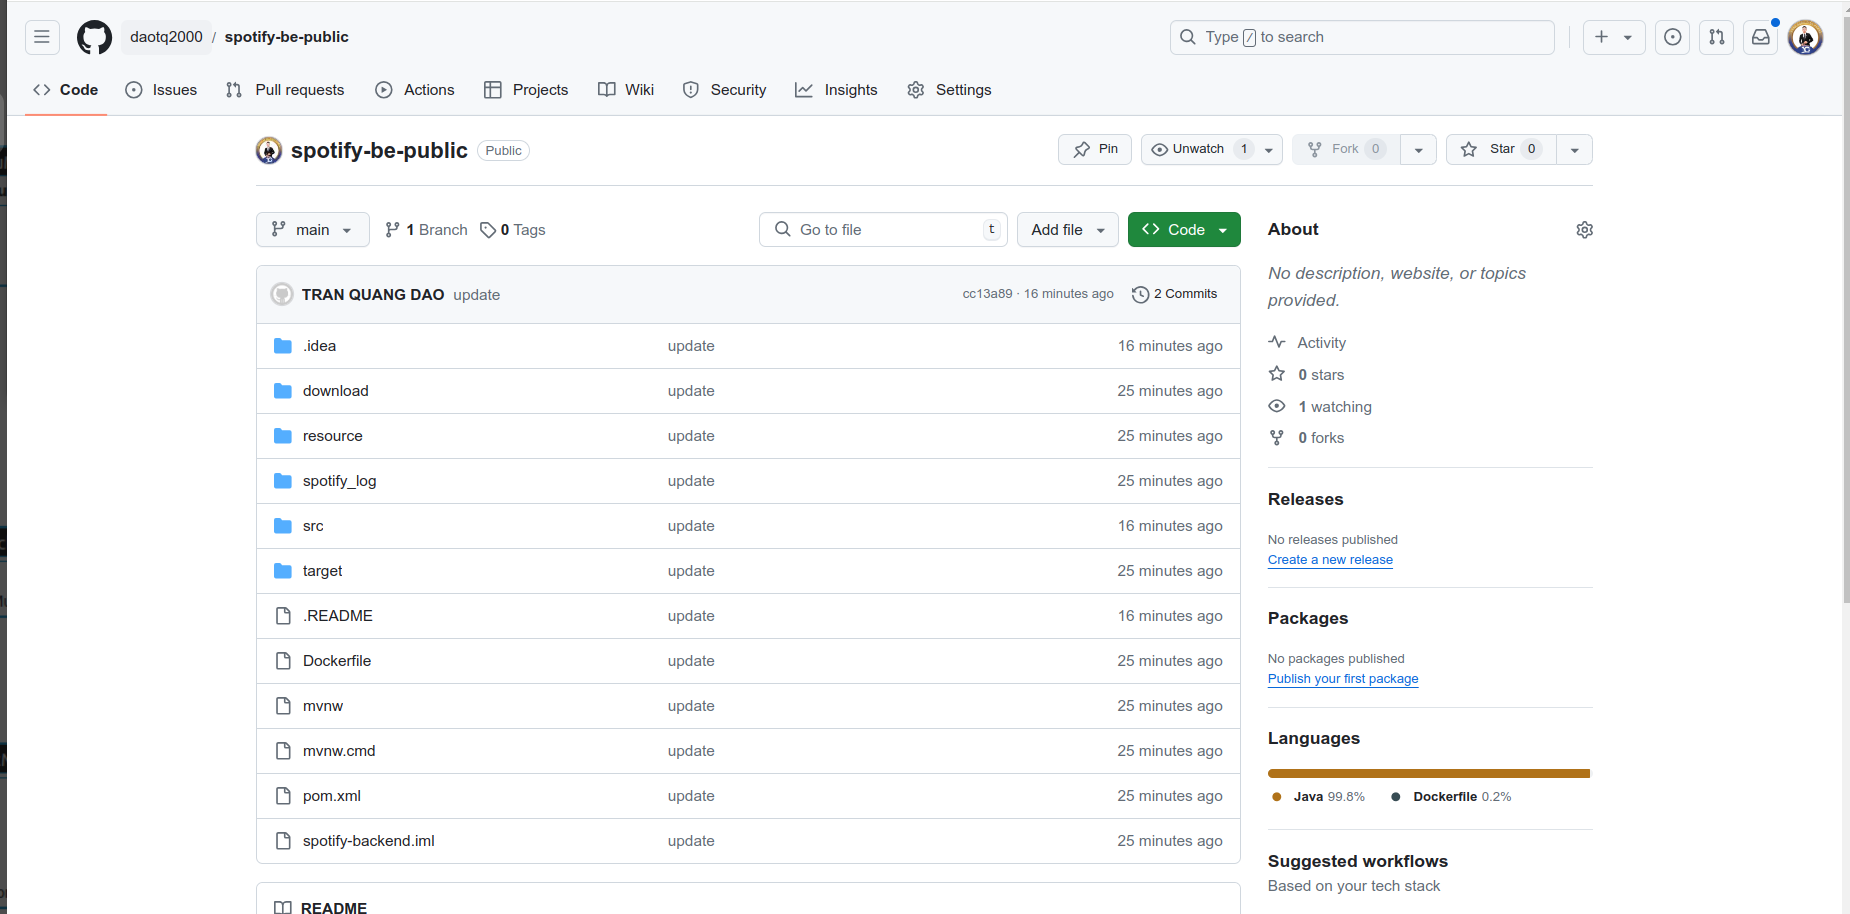 daotq2000 / spotify-be-public
Type / to search
Code Issues Pull requests Actions Projects Wiki Security Insights Settings
spotify-be-public Public
Pin Unwatch 1 Fork 0 Star 0
main 1 Branch 0 Tags Go to file t Add file Code
TRAN QUANG DAO update cc13a89 · 16 minutes ago 2 Commits
.idea update 16 minutes ago
download update 25 minutes ago
resource update 25 minutes ago
spotify_log update 25 minutes ago
src update 16 minutes ago
target update 25 minutes ago
.README update 16 minutes ago
Dockerfile update 25 minutes ago
mvnw update 25 minutes ago
mvnw.cmd update 25 minutes ago
pom.xml update 25 minutes ago
spotify-backend.iml update 25 minutes ago
README
About
No description, website, or topics
provided.
Activity
0 stars
1 watching
0 forks
Releases
No releases published
Create a new release
Packages
No packages published
Publish your first package
Languages
Java 99.8% Dockerfile 0.2%
Suggested workflows
Based on your tech stack